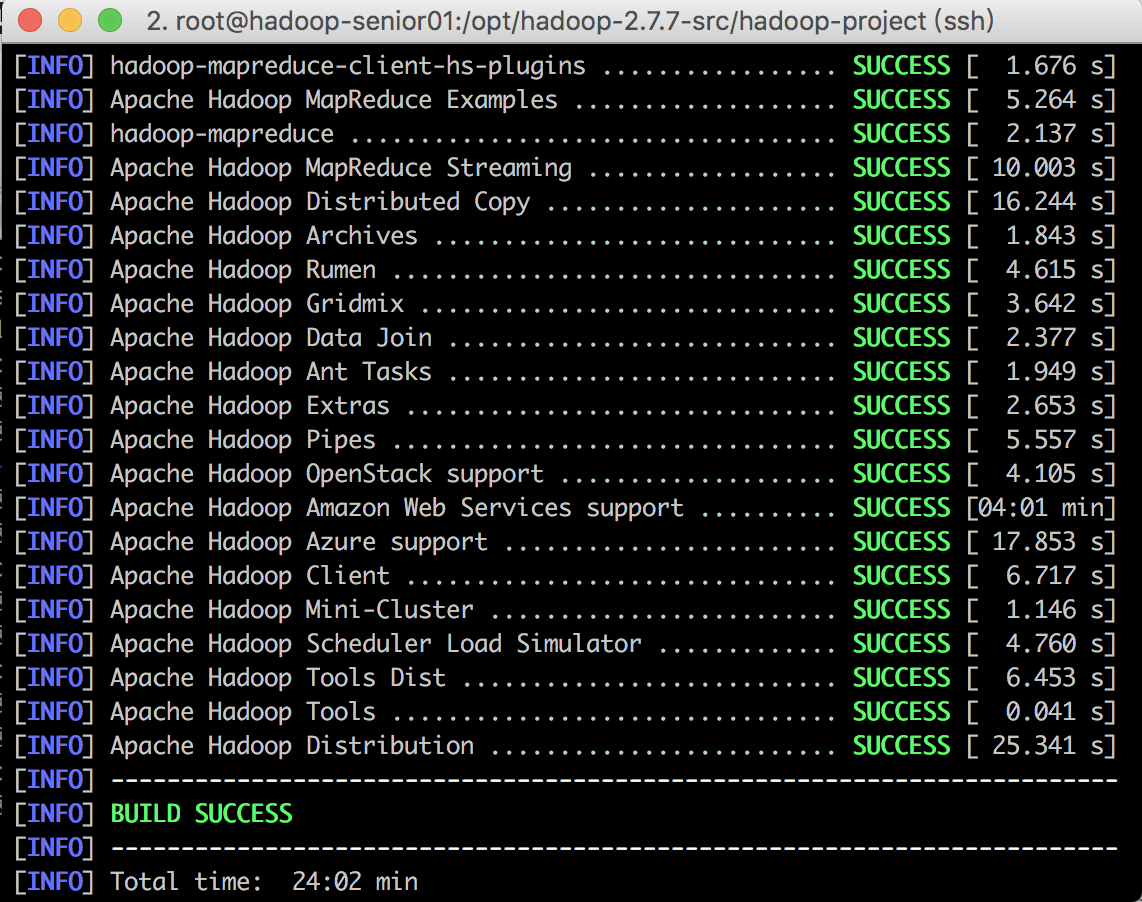 2. root@hadoop-senior01:/opt/hadoop-2.7.7-src/hadoop-project (ssh)
[INFO] hadoop-mapreduce-client-hs-plugins ................. SUCCESS [  1.676 s]
[INFO] Apache Hadoop MapReduce Examples ................... SUCCESS [  5.264 s]
[INFO] hadoop-mapreduce ................................... SUCCESS [  2.137 s]
[INFO] Apache Hadoop MapReduce Streaming .................. SUCCESS [ 10.003 s]
[INFO] Apache Hadoop Distributed Copy ..................... SUCCESS [ 16.244 s]
[INFO] Apache Hadoop Archives ............................. SUCCESS [  1.843 s]
[INFO] Apache Hadoop Rumen ................................ SUCCESS [  4.615 s]
[INFO] Apache Hadoop Gridmix .............................. SUCCESS [  3.642 s]
[INFO] Apache Hadoop Data Join ............................ SUCCESS [  2.377 s]
[INFO] Apache Hadoop Ant Tasks ............................ SUCCESS [  1.949 s]
[INFO] Apache Hadoop Extras ............................... SUCCESS [  2.653 s]
[INFO] Apache Hadoop Pipes ................................ SUCCESS [  5.557 s]
[INFO] Apache Hadoop OpenStack support .................... SUCCESS [  4.105 s]
[INFO] Apache Hadoop Amazon Web Services support .......... SUCCESS [04:01 min]
[INFO] Apache Hadoop Azure support ........................ SUCCESS [ 17.853 s]
[INFO] Apache Hadoop Client ............................... SUCCESS [  6.717 s]
[INFO] Apache Hadoop Mini-Cluster ......................... SUCCESS [  1.146 s]
[INFO] Apache Hadoop Scheduler Load Simulator ............. SUCCESS [  4.760 s]
[INFO] Apache Hadoop Tools Dist ........................... SUCCESS [  6.453 s]
[INFO] Apache Hadoop Tools ................................ SUCCESS [  0.041 s]
[INFO] Apache Hadoop Distribution ......................... SUCCESS [ 25.341 s]
[INFO] ------------------------------------------------------------------------
[INFO] BUILD SUCCESS
[INFO] ------------------------------------------------------------------------
[INFO] Total time:  24:02 min